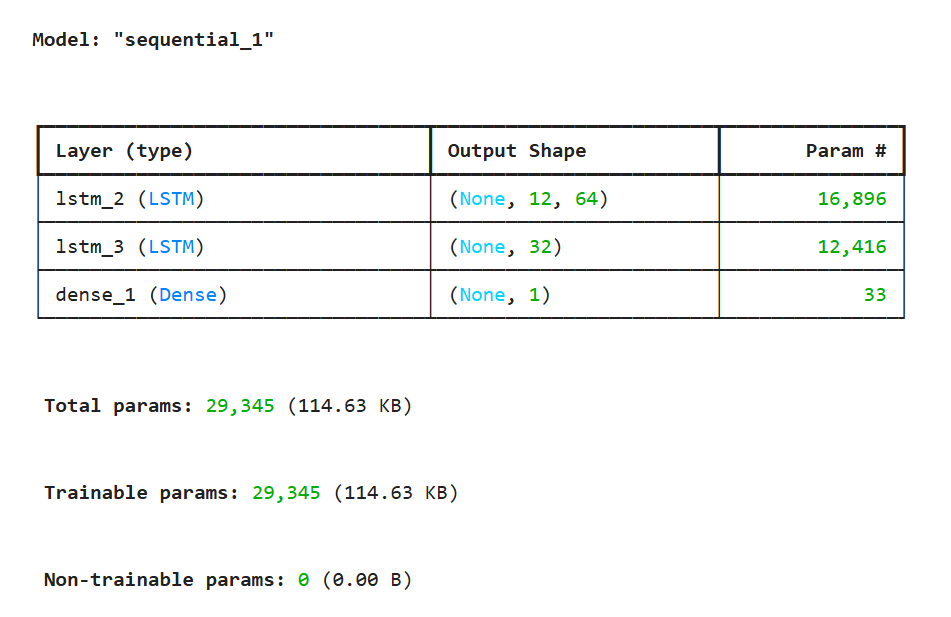 Model: "sequential_1"
Layer (type) Output Shape Param #
lstm_2 (LSTM) (None, 12, 64) 16,896
lstm_3 (LSTM) (None, 32) 12,416
dense_1 (Dense) (None, 1) 33
Total params: 29,345 (114.63 KB)
Trainable params: 29,345 (114.63 KB)
Non-trainable params: 0 (0.00 B)